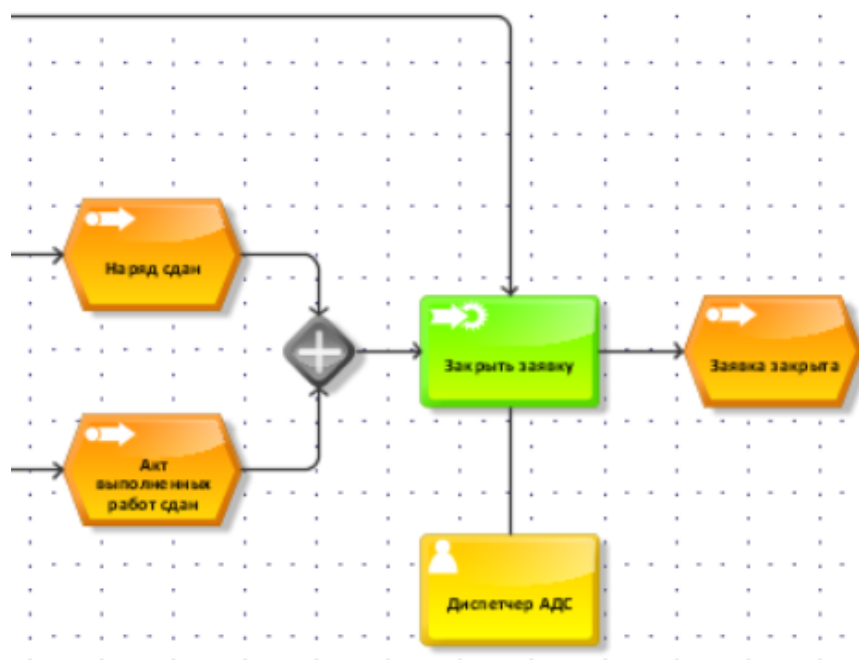 Наряд сдан
Закрыть заявку
Заявка закрыта
Акт
выполненных
работ сдан
Диспетчер АДС